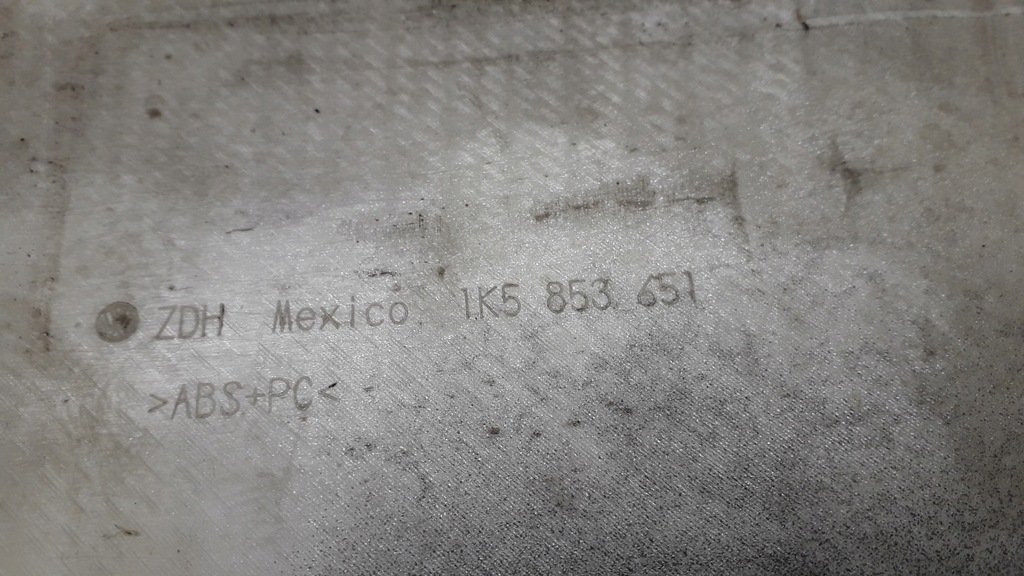 ZDH Mexico 1K5 853 651
>ABS+PC<